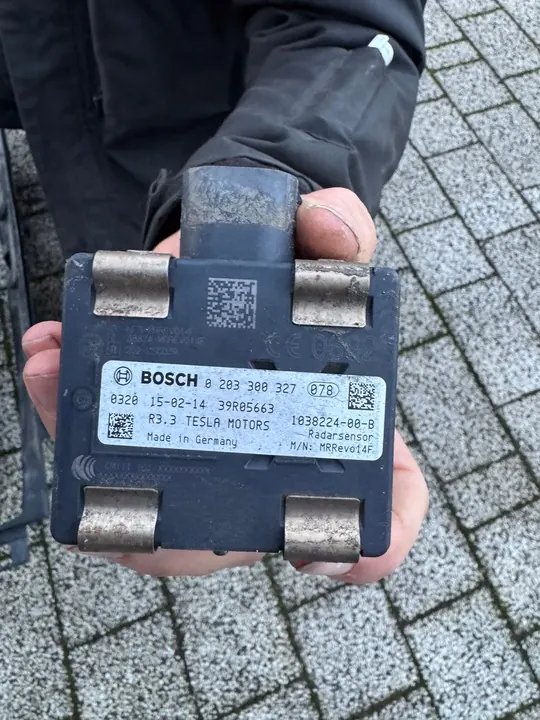 BOSCH 0 203 300 327 078
0320 15-02-14 39R05663 1038224-00-B
R3.3 TESLA MOTORS Radarsensor
Made in Germany M/N: MRRevo14F